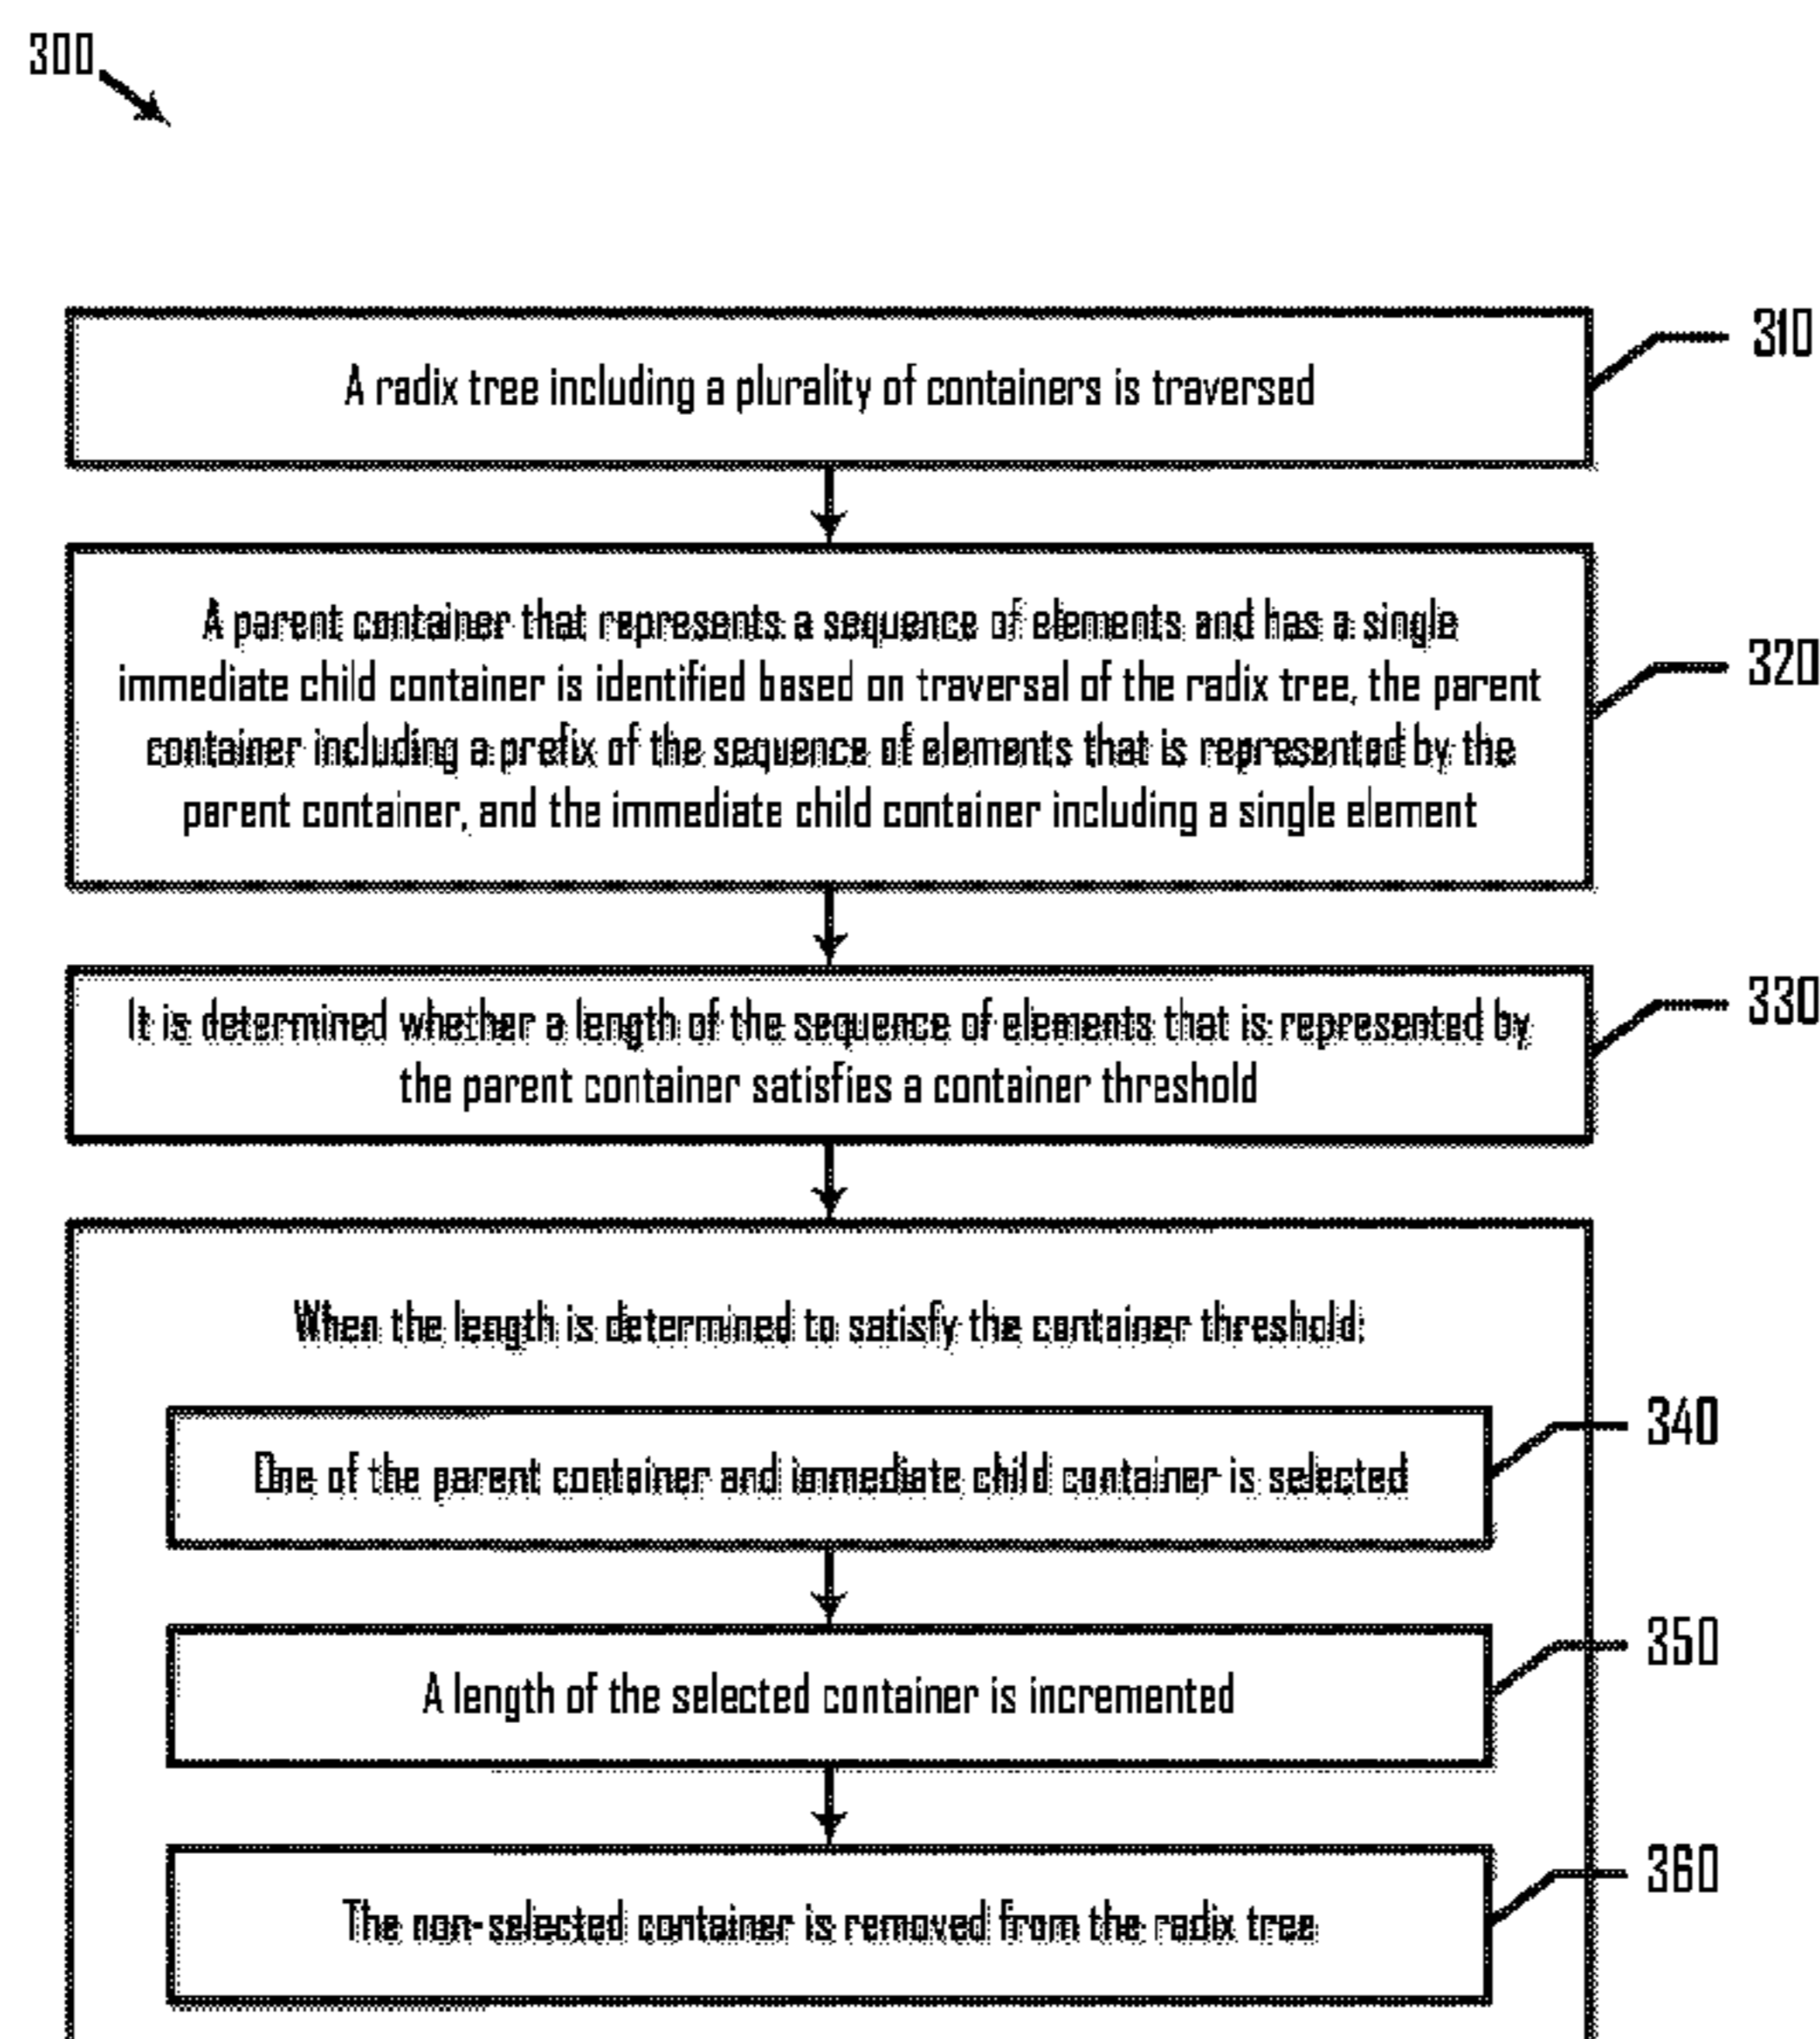 300
A radix tree including a plurality of containers is traversed
310
A parent container that represents a sequence of elements and has a single
immediate child container is identified based on traversal of the radix tree, the parent
container including a prefix of the sequence of elements that is represented by the
parent container, and the immediate child container including a single element
320
It is determined whether a length of the sequence of elements that is represented by
the parent container satisfies a container threshold
330
When the length is determined to satisfy the container threshold:
One of the parent container and immediate child container is selected
340
A length of the selected container is incremented
350
The non-selected container is removed from the radix tree
360